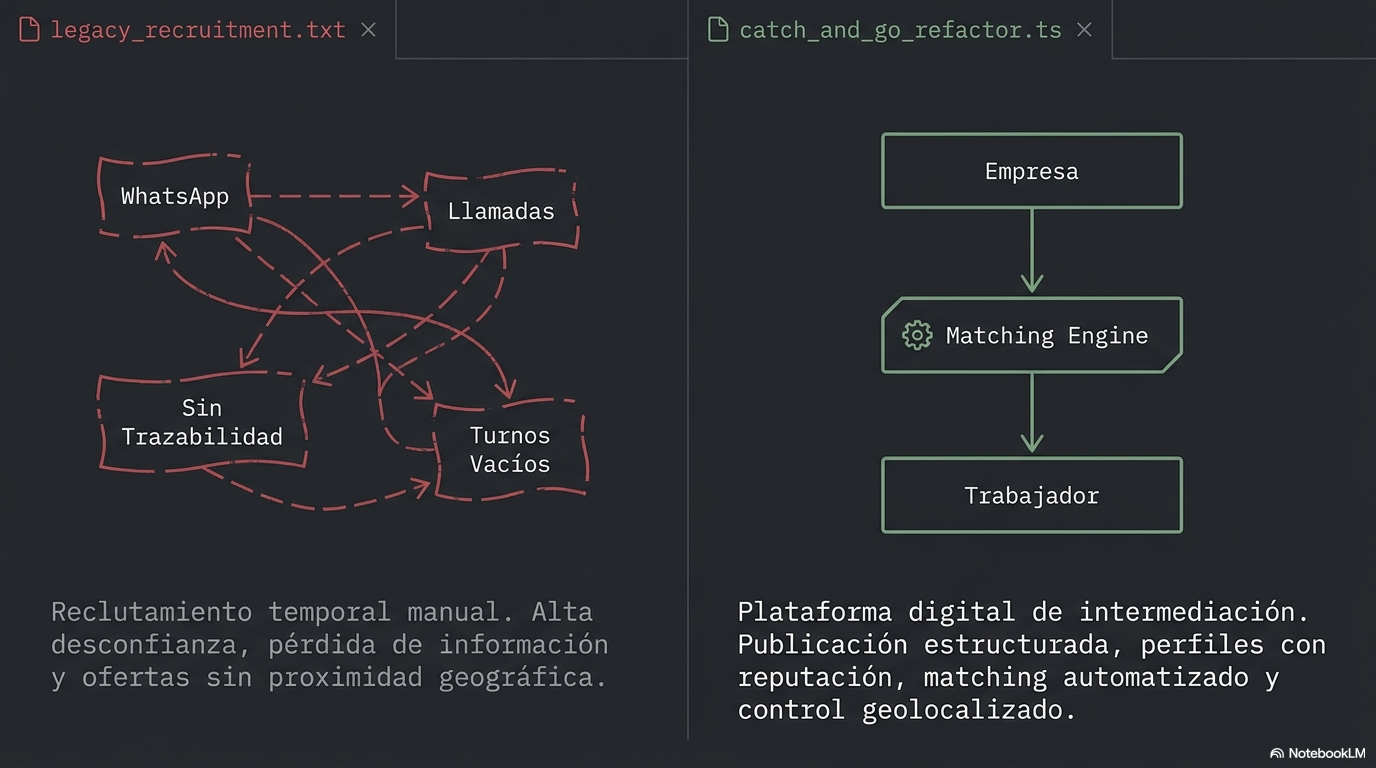 legacy_recruitment.txt
WhatsApp
Llamadas
Sin
Trazabilidad
Turnos
Vacíos
Reclutamiento temporal manual. Alta
desconfianza, pérdida de información
y ofertas sin proximidad geográfica.
catch_and_go_refactor.ts
Empresa
Matching Engine
Trabajador
Plataforma digital de intermediación.
Publicación estructurada, perfiles con
reputación, matching automatizado y
control geolocalizado.
NotebookLM